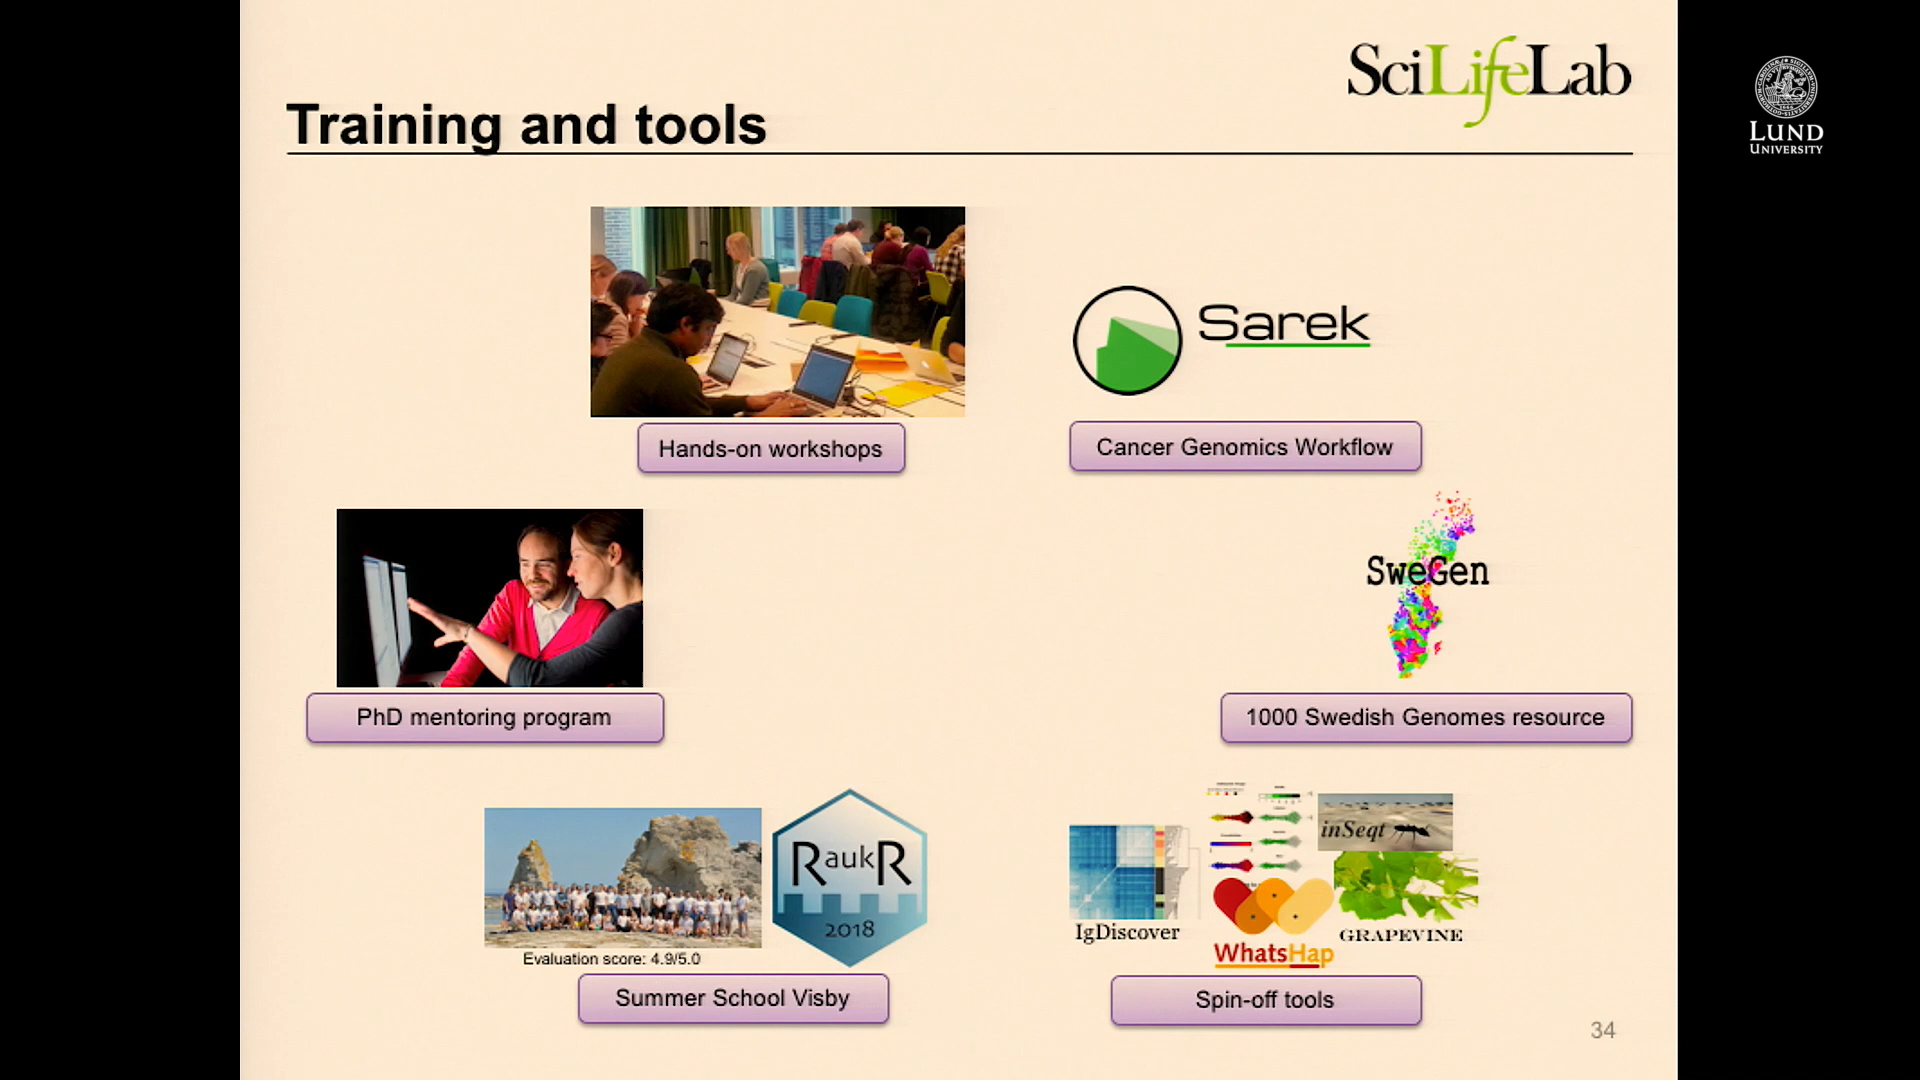 SciLifeLab
LUND
UNIVERSITY
Training and tools
Sarek
Hands-on workshops
Cancer Genomics Workflow
SweGen
PhD mentoring program
1000 Swedish Genomes resource
RaukR
2018
Evaluation score: 4.9/5.0
Summer School Visby
inSeqt
IgDiscover
WhatsHap
GRAPEVINE
Spin-off tools
34